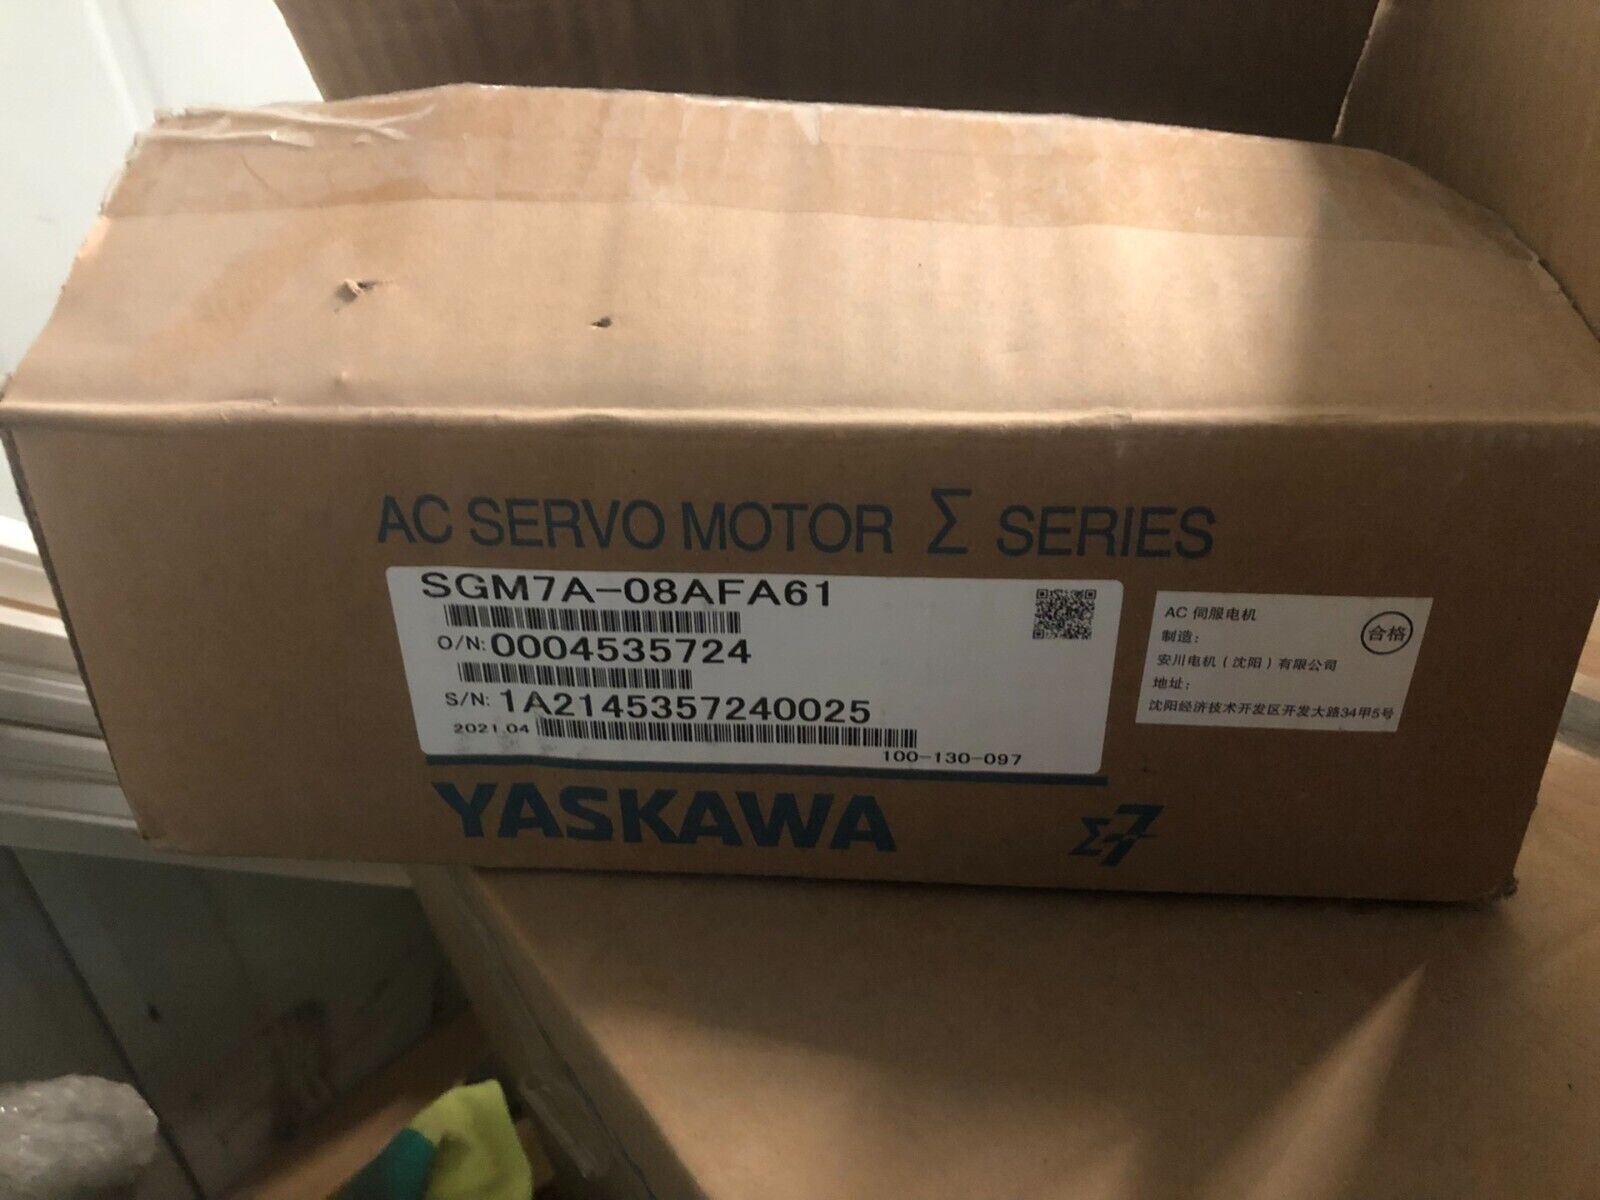 AC SERVO MOTOR Σ SERIES
SGM7A-08AFA61
O/N: 0004535724
S/N: 1A2145357240025
2021.04
100-130-097
YASKAWA
Σ7
AC 伺服电机
合格
制造:
安川电机(沈阳)有限公司
地址:
沈阳经济技术开发区开发大路34甲5号